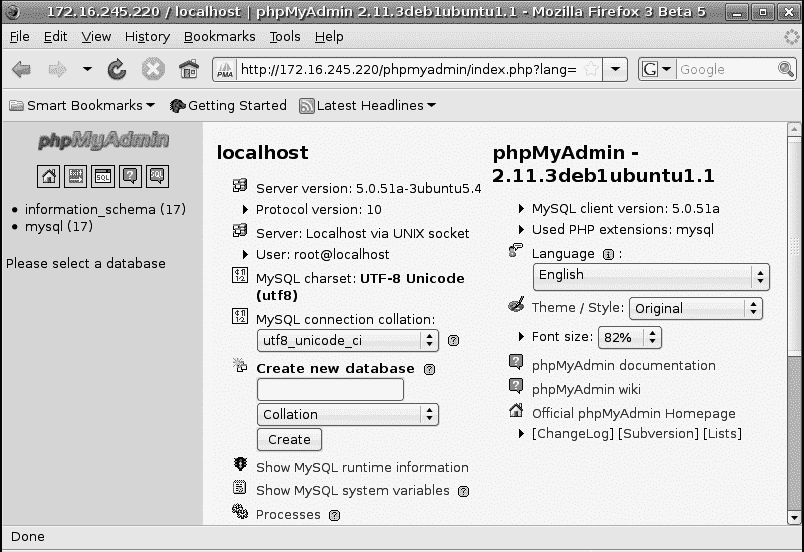 172.16.245.220 / localhost | phpMyAdmin 2.11.3deb1ubuntu1.1 - Mozilla Firefox 3 Beta 5
File Edit View History Bookmarks Tools Help
PMA http://172.16.245.220/phpmyadmin/index.php?lang= G Google
Smart Bookmarks Getting Started Latest Headlines
phpMyAdmin
SQL ? SQL
information_schema (17)
mysql (17)
Please select a database
localhost
Server version: 5.0.51a-3ubuntu5.4
Protocol version: 10
Server: Localhost via UNIX socket
User: root@localhost
MySQL charset: UTF-8 Unicode
(utf8)
MySQL connection collation:
utf8_unicode_ci ?
Create new database ?
Collation
Create
Show MySQL runtime information
Show MySQL system variables ?
Processes ?
phpMyAdmin -
2.11.3deb1ubuntu1.1
MySQL client version: 5.0.51a
Used PHP extensions: mysql
Language i :
English
Theme / Style: Original
Font size: 82%
? phpMyAdmin documentation
? phpMyAdmin wiki
Official phpMyAdmin Homepage
[ChangeLog] [Subversion] [Lists]
Done